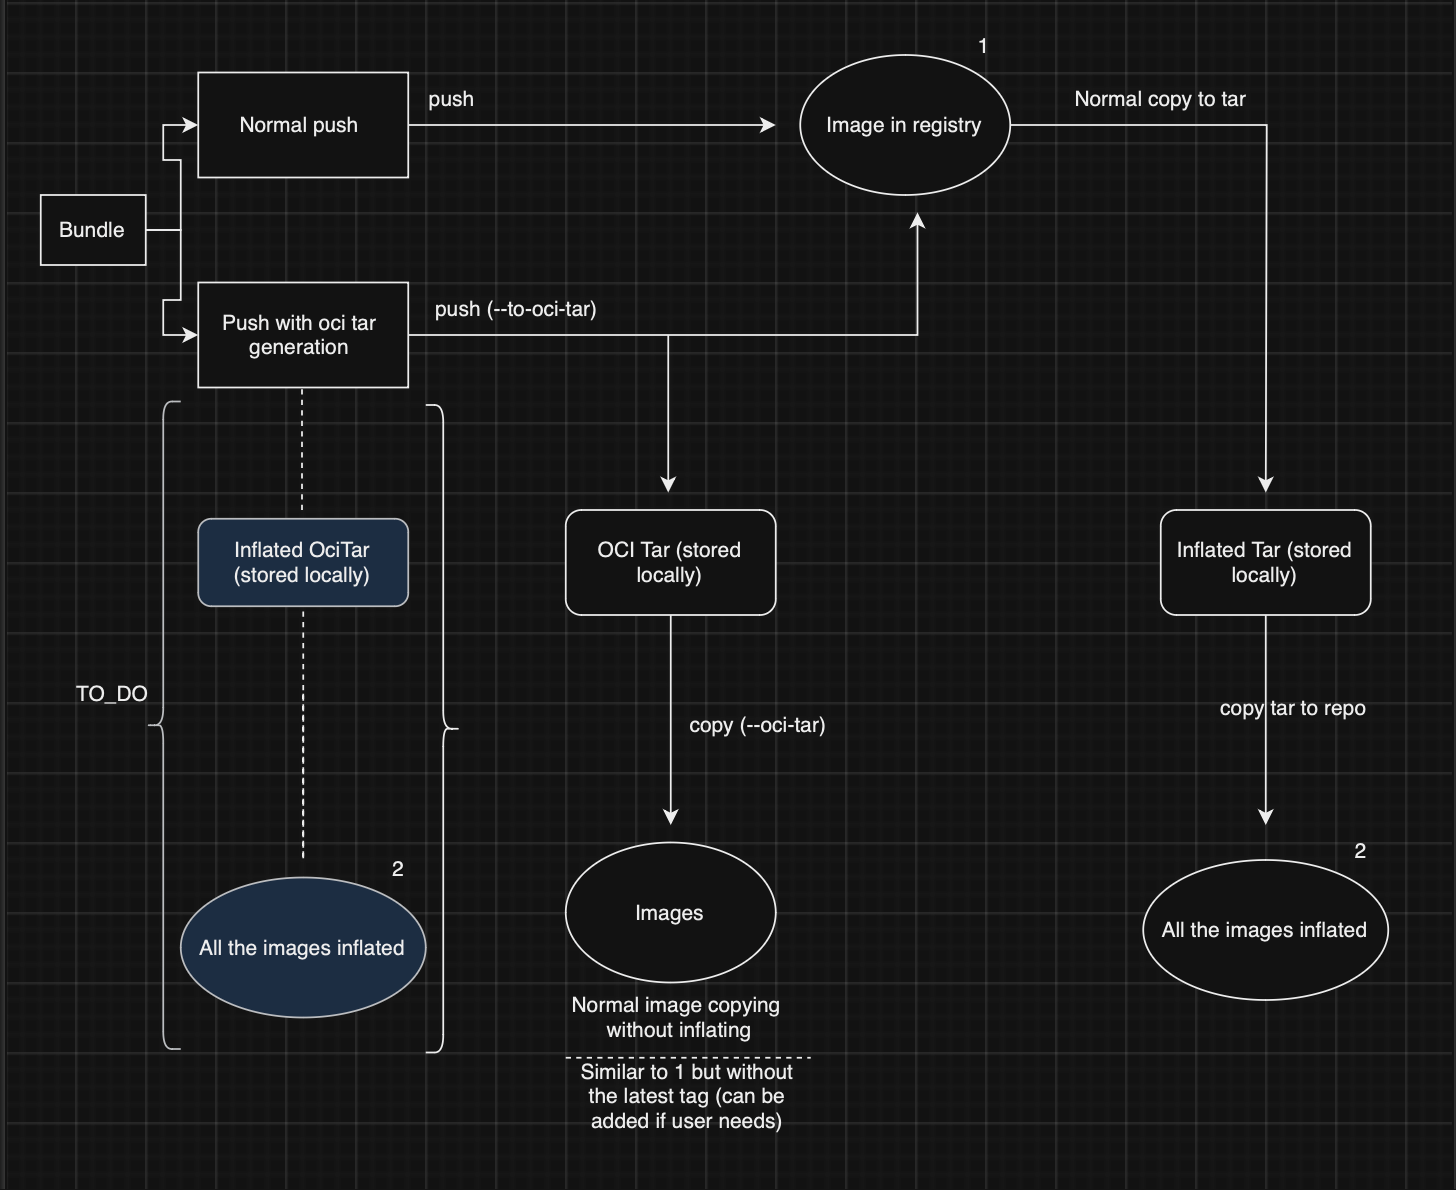 1
Normal push
push
Image in registry
Normal copy to tar
Bundle
Push with oci tar
generation
push (--to-oci-tar)
Inflated OciTar
(stored locally)
OCI Tar (stored
locally)
Inflated Tar (stored
locally)
TO_DO
copy (--oci-tar)
copy tar to repo
2
All the images inflated
Images
Normal image copying
without inflating
Similar to 1 but without
the latest tag (can be
added if user needs)
2
All the images inflated